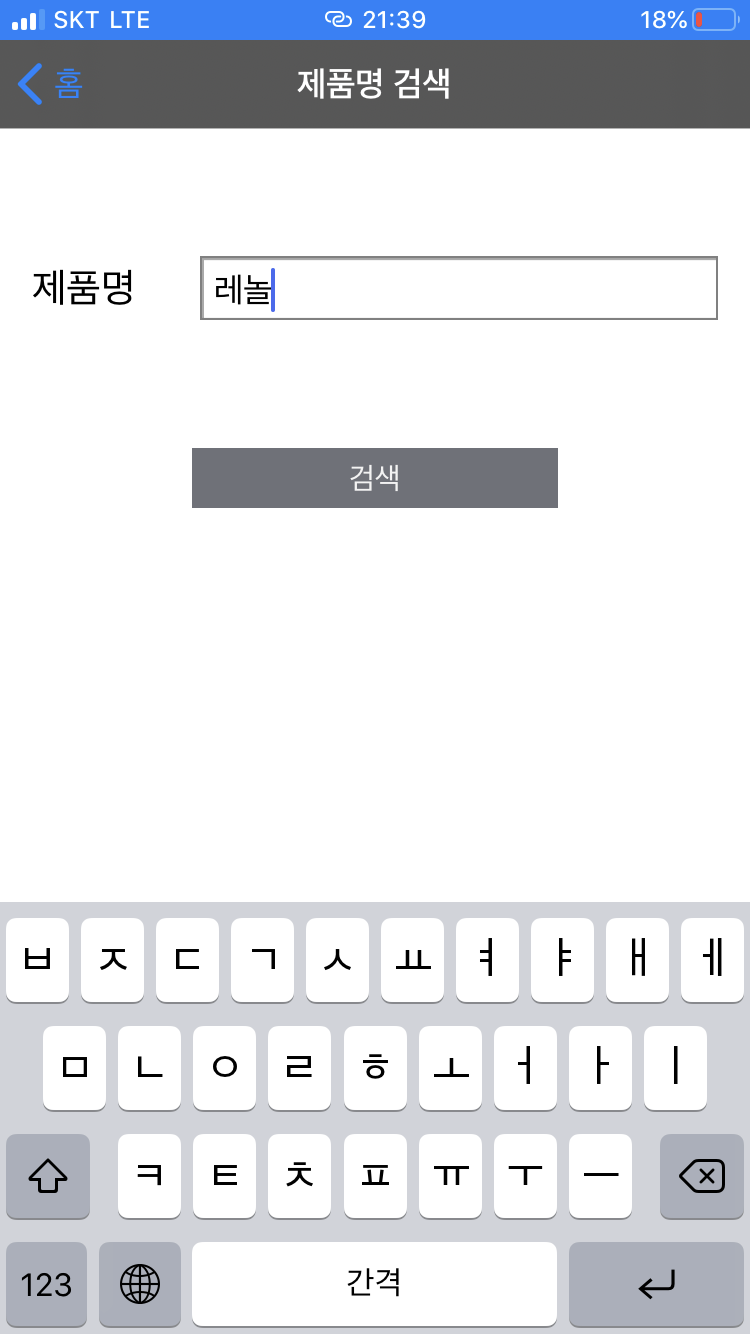 SKT LTE 21:39 18%
홈 제품명 검색
제품명 레놀
검색
ㅂ ㅈ ㄷ ㄱ ㅅ ㅛ ㅕ ㅑ ㅐ ㅔ
ㅁ ㄴ ㅇ ㄹ ㅎ ㅗ ㅓ ㅏ ㅣ
ㅋ ㅌ ㅊ ㅍ ㅠ ㅜ ㅡ
123 간격